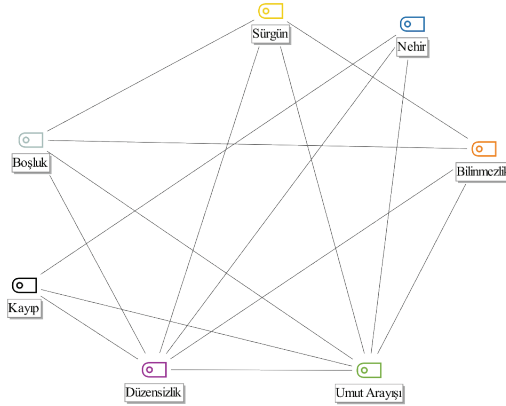 Sürgün
Nehir
Boşluk
Bilinmezlik
Kayıp
Düzensizlik
Umut Arayışı